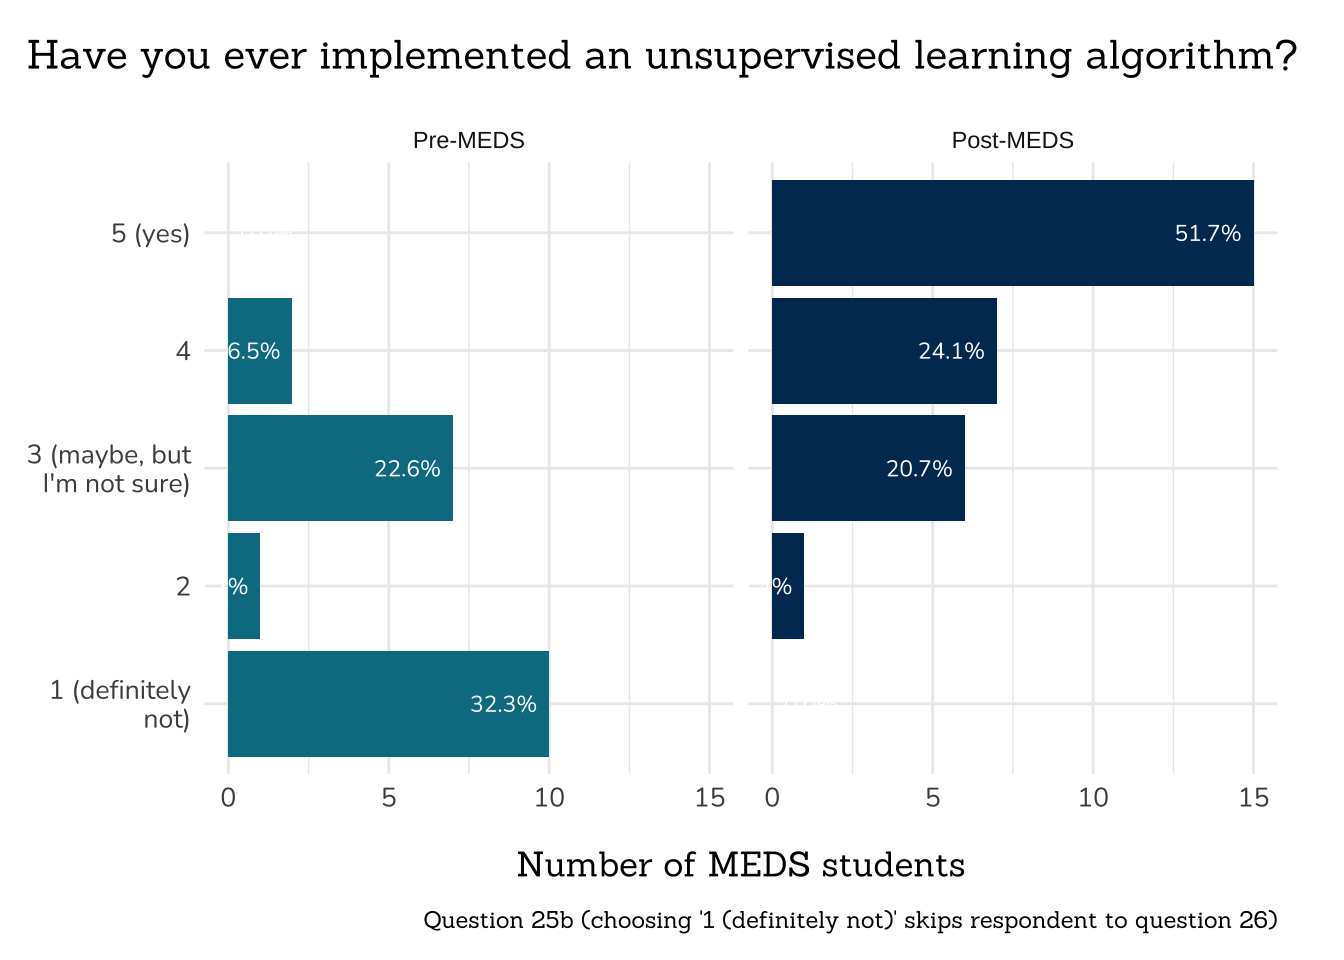 Have you ever implemented an unsupervised learning algorithm?
Pre-MEDS
Post-MEDS
5 (yes)
51.7%
4
6.5%
24.1%
3 (maybe, but
I'm not sure)
22.6%
20.7%
2
%
%
1 (definitely
not)
32.3%
0 5 10 15 0 5 10 15
Number of MEDS students
Question 25b (choosing '1 (definitely not)' skips respondent to question 26)